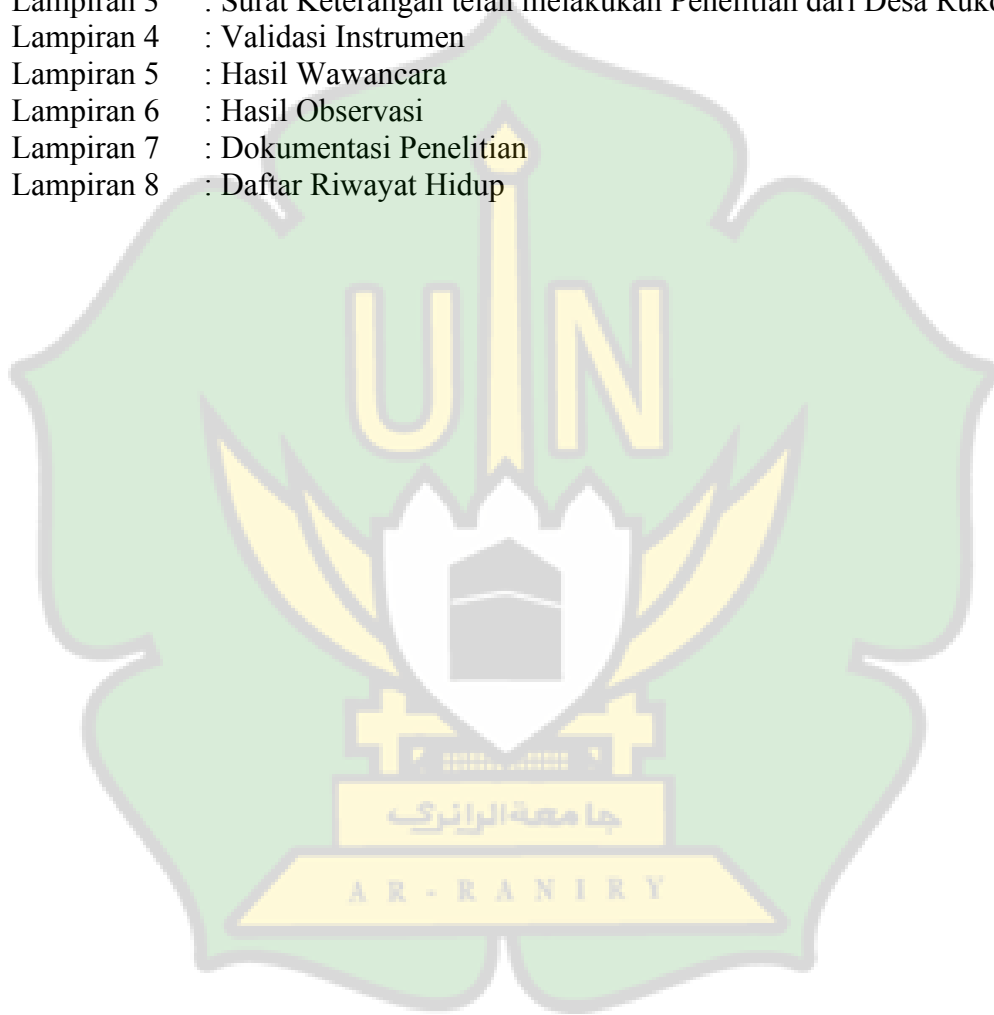 Lampiran 3 : Surat Keterangan telah melakukan Penelitian dari Desa
Lampiran 4 : Validasi Instrumen
Lampiran 5 : Hasil Wawancara
Lampiran 6 : Hasil Observasi
Lampiran 7 : Dokumentasi Penelitian
Lampiran 8 : Daftar Riwayat Hidup
UIN
جامعة الرانري
AR-RANIRY